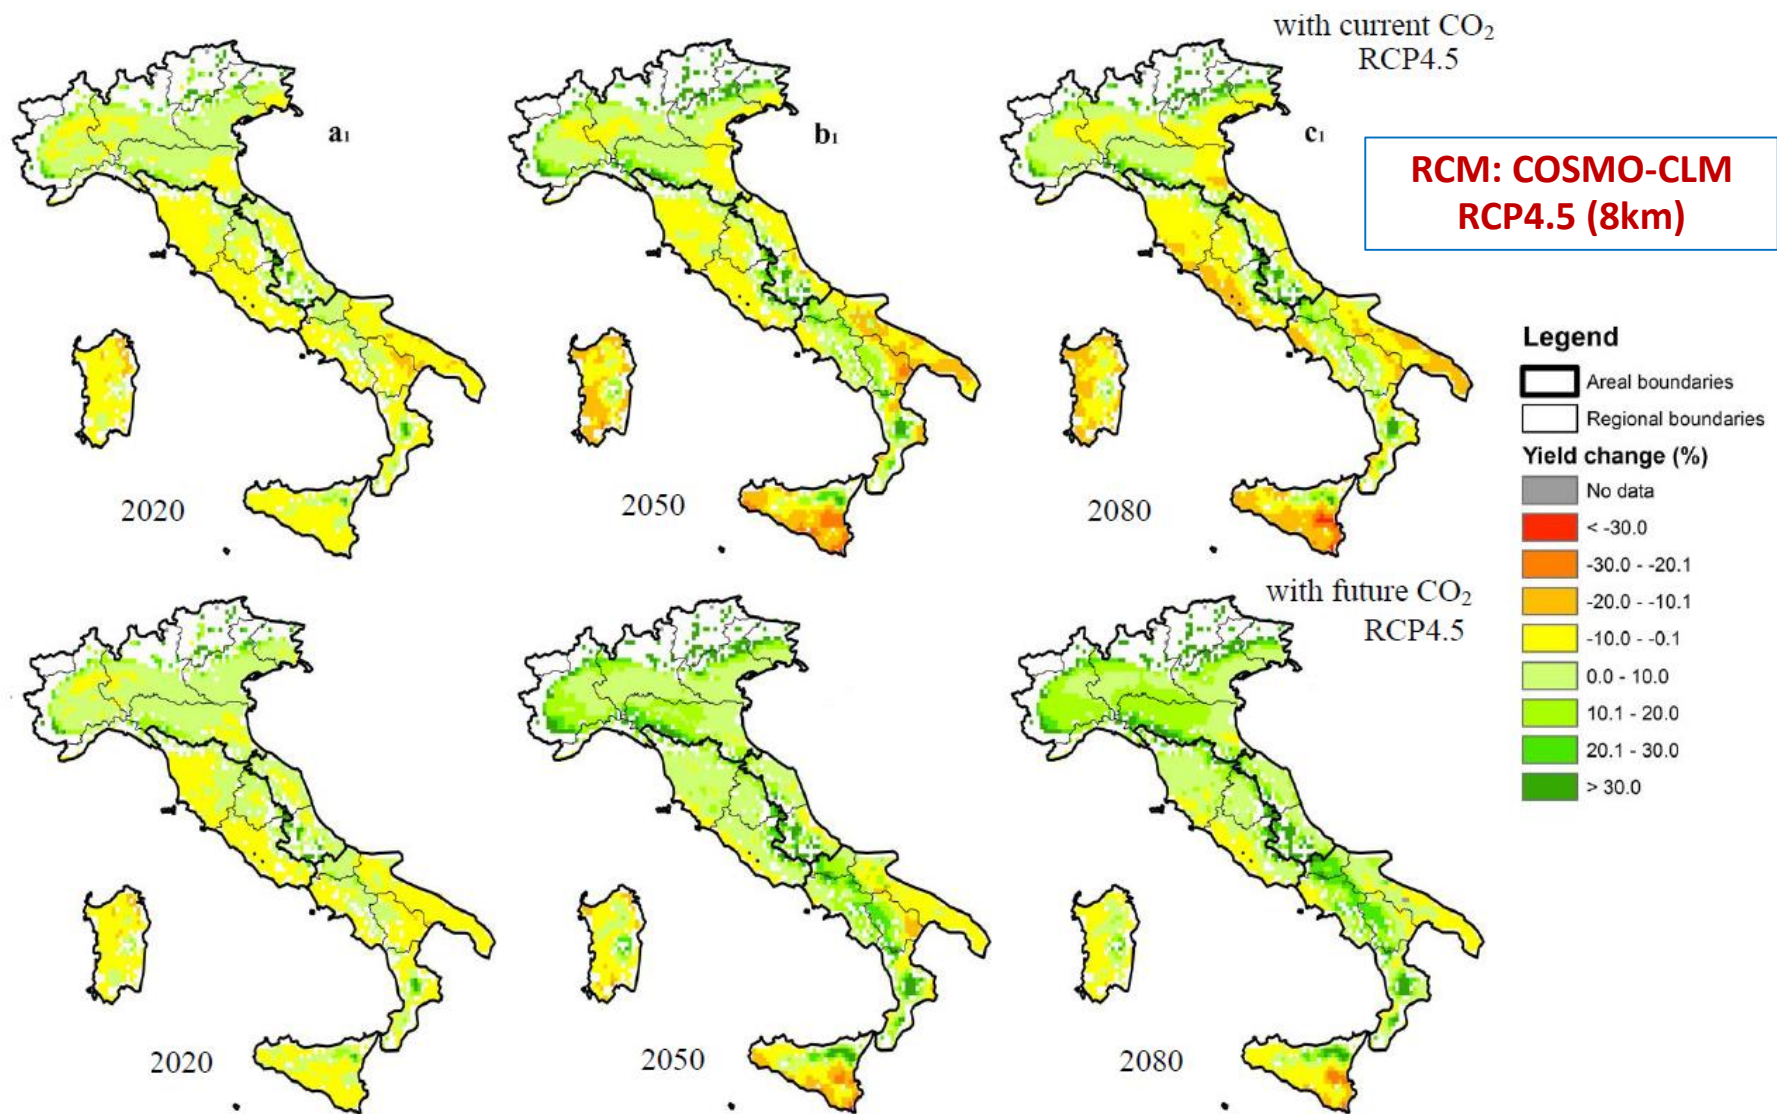 with current CO₂
RCP4.5
a₁
b₁
c₁
RCM: COSMO-CLM
RCP4.5 (8km)
2020
2050
2080
Legend
Areal boundaries
Regional boundaries
Yield change (%)
No data
< -30.0
-30.0 - -20.1
-20.0 - -10.1
-10.0 - -0.1
0.0 - 10.0
10.1 - 20.0
20.1 - 30.0
> 30.0
with future CO₂
RCP4.5
2020
2050
2080